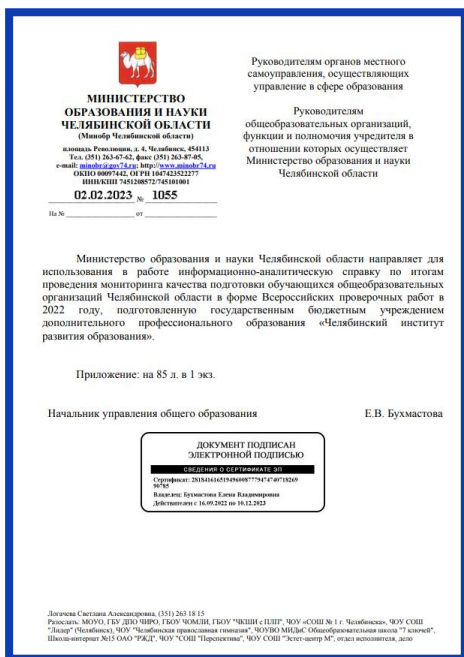 МИНИСТЕРСТВО
ОБРАЗОВАНИЯ И НАУКИ
ЧЕЛЯБИНСКОЙ ОБЛАСТИ
(Минобр Челябинской области)
площадь Революции, д. 4, Челябинск, 454113
Тел. (351) 263-67-62, факс (351) 263-87-05,
e-mail: minobr@gov74.ru; http://www.minobr74.ru
ОКПО 00097442, ОГРН 1047423522277
ИНН/КПП 7451208572/745101001
02.02.2023 № 1055
На № от
Руководителям органов местного
самоуправления, осуществляющих
управление в сфере образования
Руководителям
общеобразовательных организаций,
функции и полномочия учредителя в
отношении которых осуществляет
Министерство образования и науки
Челябинской области
Министерство образования и науки Челябинской области направляет для
использования в работе информационно-аналитическую справку по итогам
проведения мониторинга качества подготовки обучающихся общеобразовательных
организаций Челябинской области в форме Всероссийских проверочных работ в
2022 году, подготовленную государственным бюджетным учреждением
дополнительного профессионального образования «Челябинский институт
развития образования».
Приложение: на 85 л. в 1 экз.
Начальник управления общего образования Е.В. Бухмастова
ДОКУМЕНТ ПОДПИСАН
ЭЛЕКТРОННОЙ ПОДПИСЬЮ
СВЕДЕНИЯ О СЕРТИФИКАТЕ ЭП
Сертификат:
90785
Владелец: Бухмастова Елена Владимировна
Действителен с 16.09.2022 по 10.12.2023
Логачева Светлана Александровна, (351) 263 18 15
Разослать: МОУО, ГБУ ДПО ЧИРО, ГБОУ ЧОМЛИ, ГБОУ "ЧКШИ с ПЛП", ЧОУ «СОШ № 1 г. Челябинска», ЧОУ СОШ
"Лидер" (Челябинск), ЧОУ "Челябинская православная гимназия", ЧОУВО МИДиС Общеобразовательная школа "7 ключей",
Школа-интернат №15 ОАО "РЖД", ЧОУ "СОШ "Перспектива", ЧОУ СОШ "Эстет-центр М", отдел исполнителя, дело